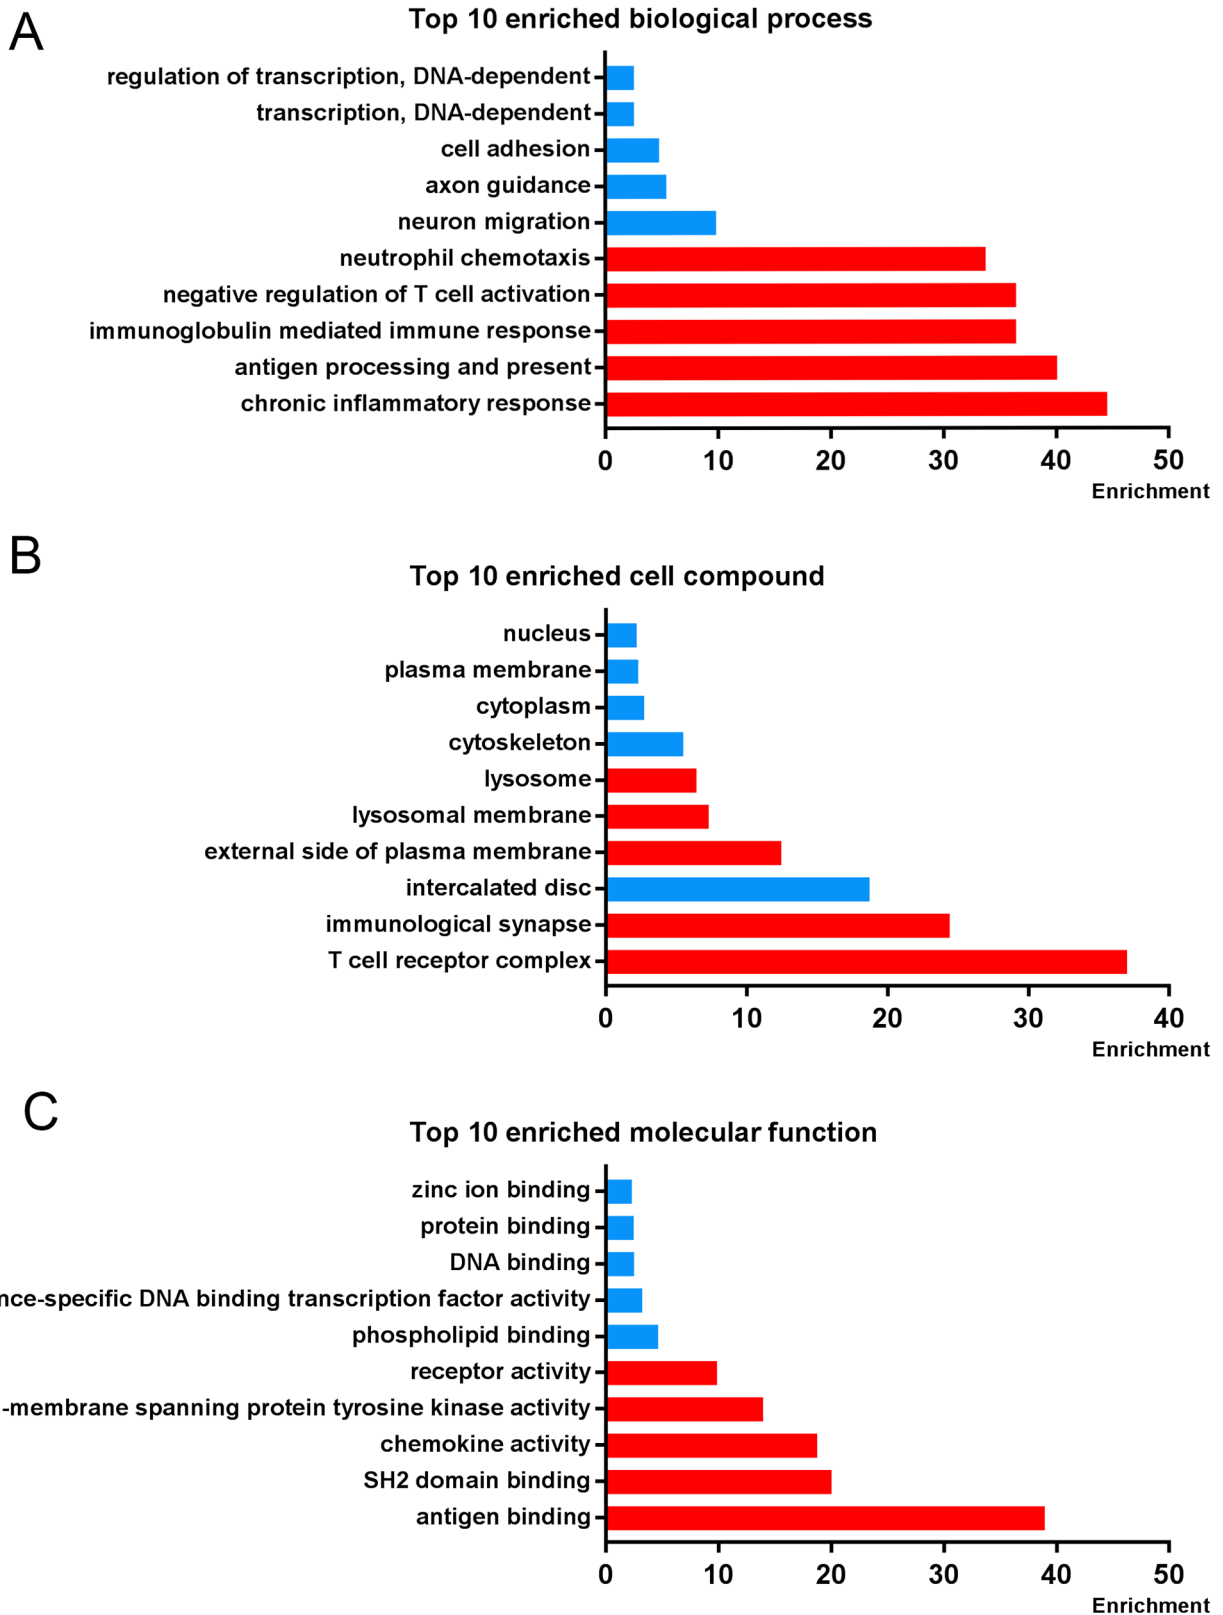 A
Top 10 enriched biological process
regulation of transcription, DNA-dependent
transcription, DNA-dependent
cell adhesion
axon guidance
neuron migration
neutrophil chemotaxis
negative regulation of T cell activation
immunoglobulin mediated immune response
antigen processing and present
chronic inflammatory response
0 10 20 30 40 50
Enrichment
B
Top 10 enriched cell compound
nucleus
plasma membrane
cytoplasm
cytoskeleton
lysosome
lysosomal membrane
external side of plasma membrane
intercalated disc
immunological synapse
T cell receptor complex
0 10 20 30 40
Enrichment
C
Top 10 enriched molecular function
zinc ion binding
protein binding
DNA binding
nce-specific DNA binding transcription factor activity
phospholipid binding
receptor activity
-membrane spanning protein tyrosine kinase activity
chemokine activity
SH2 domain binding
antigen binding
0 10 20 30 40 50
Enrichment